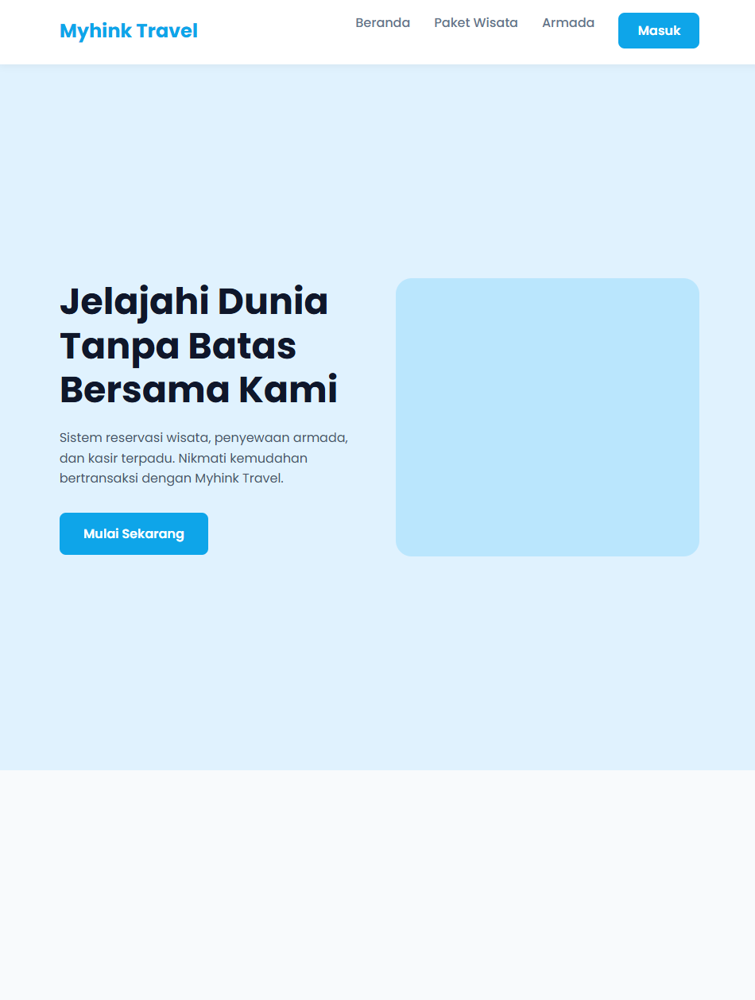 Myhink Travel
Beranda
Paket Wisata
Armada
Masuk
Jelajahi Dunia
Tanpa Batas
Bersama Kami
Sistem reservasi wisata, penyewaan armada,
dan kasir terpadu. Nikmati kemudahan
bertransaksi dengan Myhink Travel.
Mulai Sekarang